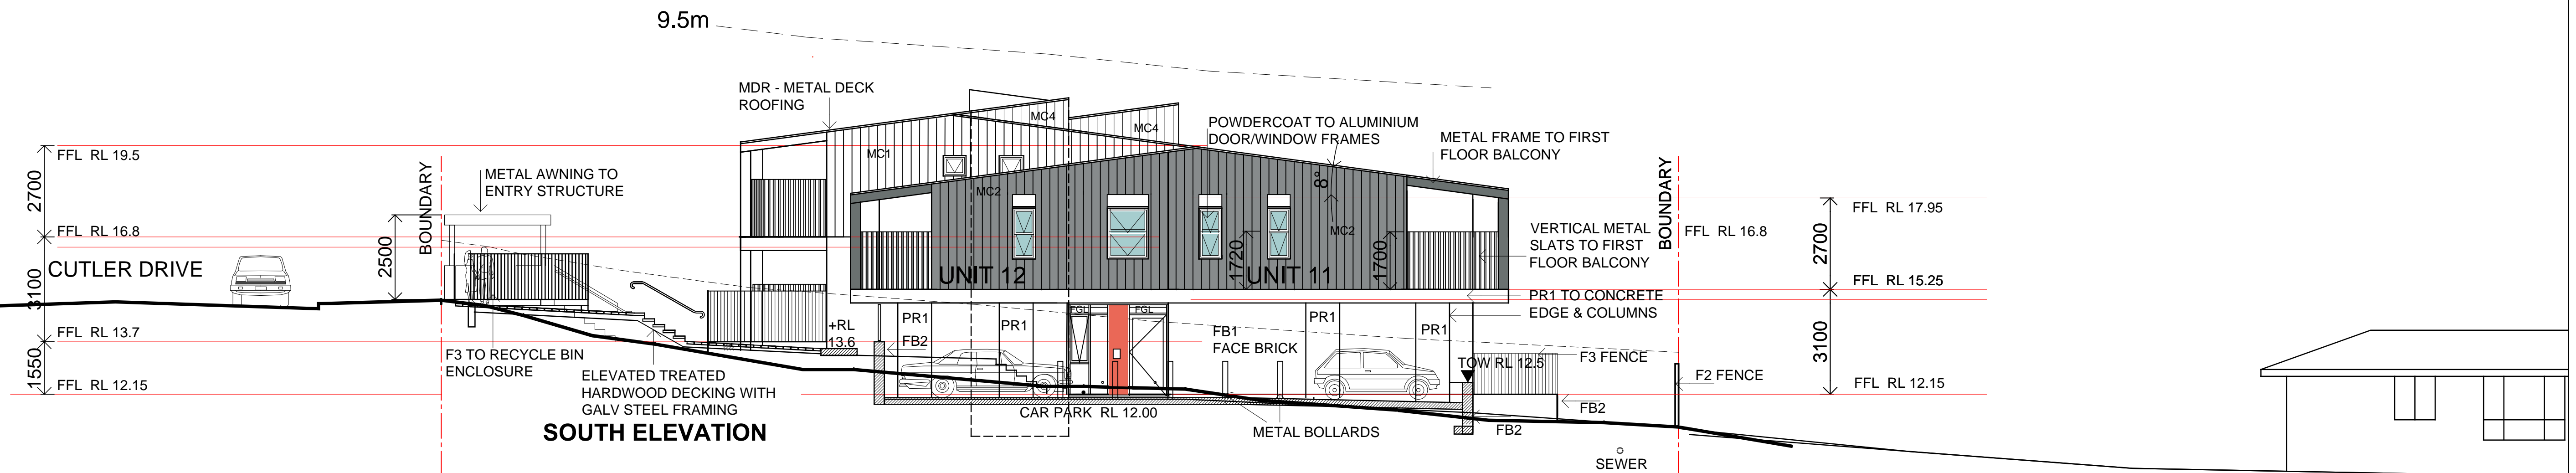 9.5m
MDR - METAL DECK
ROOFING
MC4
MC4
POWDERCOAT TO ALUMINIUM
DOOR/WINDOW FRAMES
METAL FRAME TO FIRST
FLOOR BALCONY
FFL RL 19.5
MC1
METAL AWNING TO
ENTRY STRUCTURE
BOUNDARY
BOUNDARY
8°
MC2
2700
FFL RL 17.95
FFL RL 16.8
FFL RL 16.8
MC2
VERTICAL METAL
SLATS TO FIRST
FLOOR BALCONY
2700
2500
1720
1700
CUTLER DRIVE
3100
UNIT 12
UNIT 11
FFL RL 15.25
PR1 TO CONCRETE
EDGE & COLUMNS
FGL
FGL
PR1
PR1
PR1
PR1
+RL
13.6
FB2
FB1
FACE BRICK
FFL RL 13.7
3100
F3 TO RECYCLE BIN
ENCLOSURE
TOW RL 12.5
F3 FENCE
1550
FFL RL 12.15
ELEVATED TREATED
HARDWOOD DECKING WITH
GALV STEEL FRAMING
F2 FENCE
FFL RL 12.15
CAR PARK RL 12.00
FB2
SOUTH ELEVATION
METAL BOLLARDS
FB2
SEWER